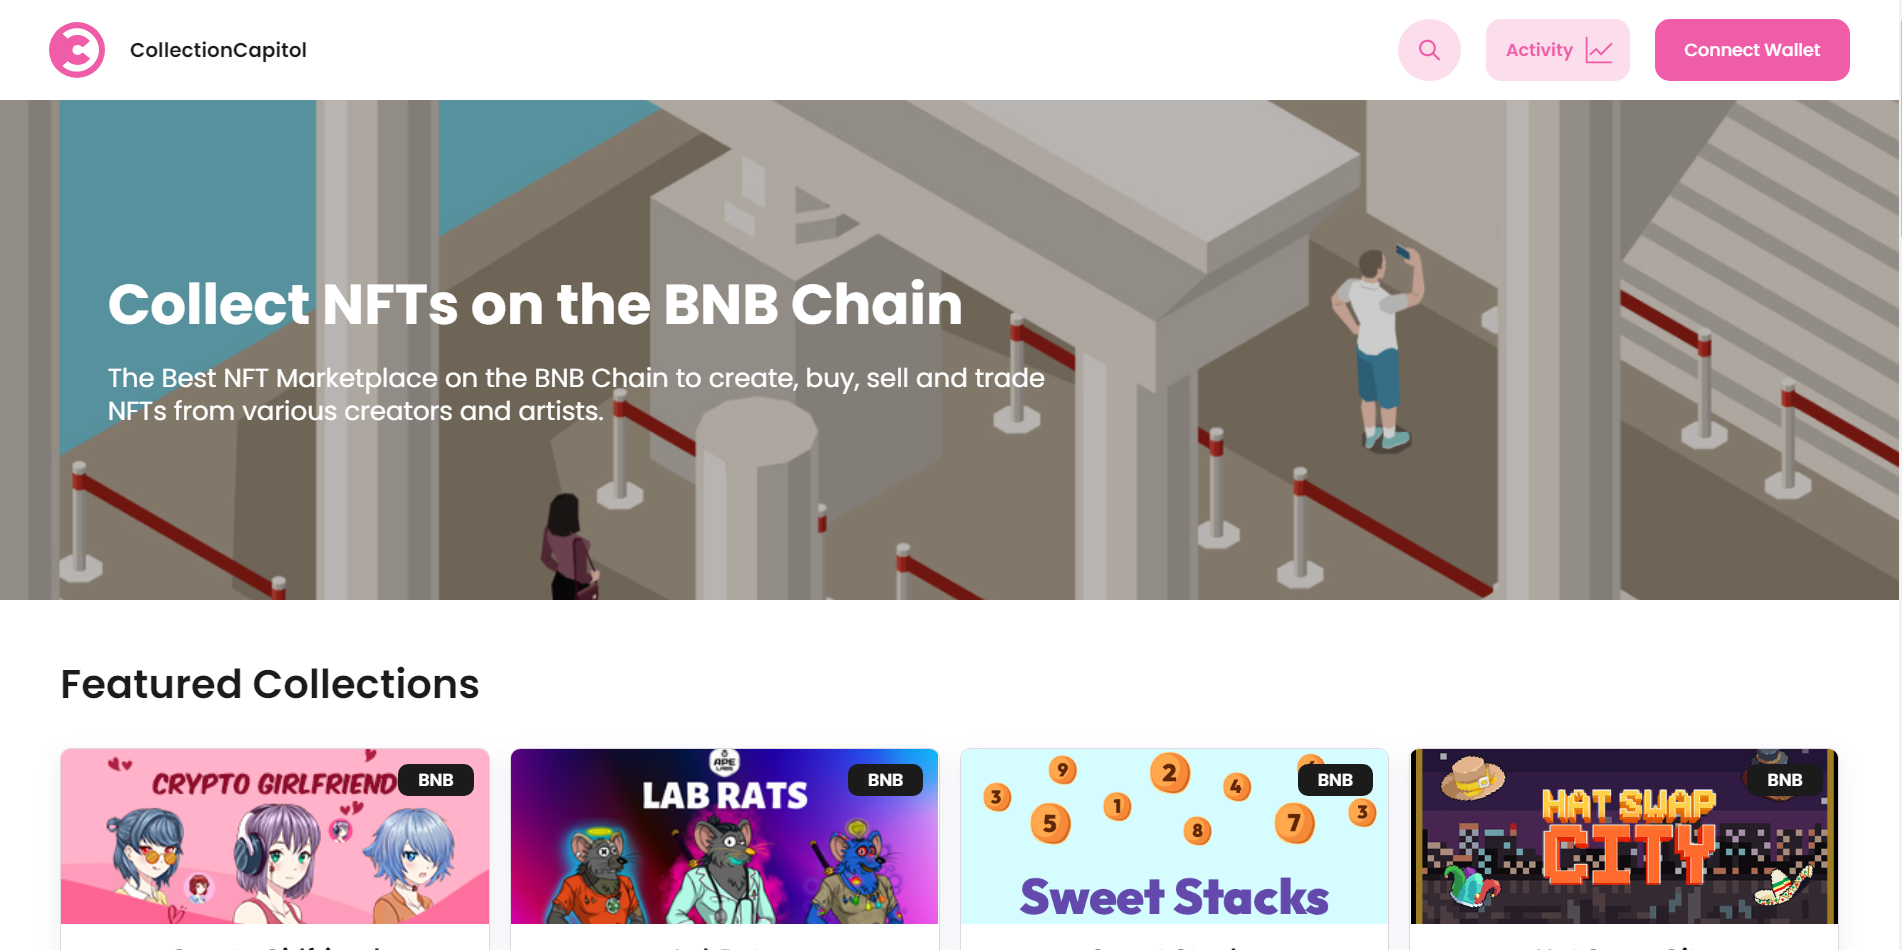 CollectionCapitol
Activity
Connect Wallet
Collect NFTs on the BNB Chain
The Best NFT Marketplace on the BNB Chain to create, buy, sell and trade
NFTs from various creators and artists.
Featured Collections
CRYPTO GIRLFRIEND
BNB
APE
LABS
LAB RATS
BNB
9
2
4
3
1
5
8
7
3
BNB
Sweet Stacks
HAT SWAP
CITY
BNB